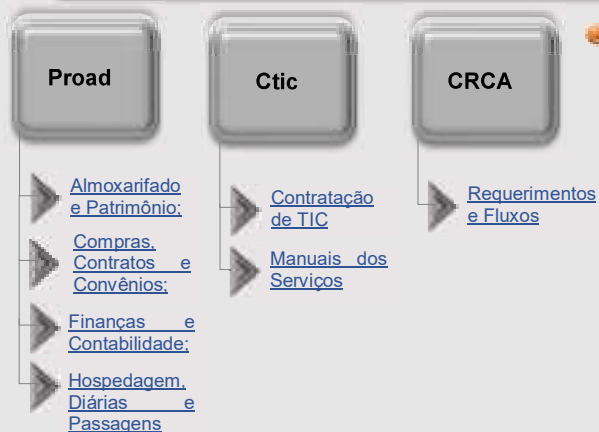 Proad
Almoxarifado
e Patrimônio;
Compras,
Contratos e
Convênios;
Finanças e
Contabilidade;
Hospedagem,
Diárias e
Passagens
Ctic
Contratação
de TIC
Manuais dos
Serviços
CRCA
Requerimentos
e Fluxos